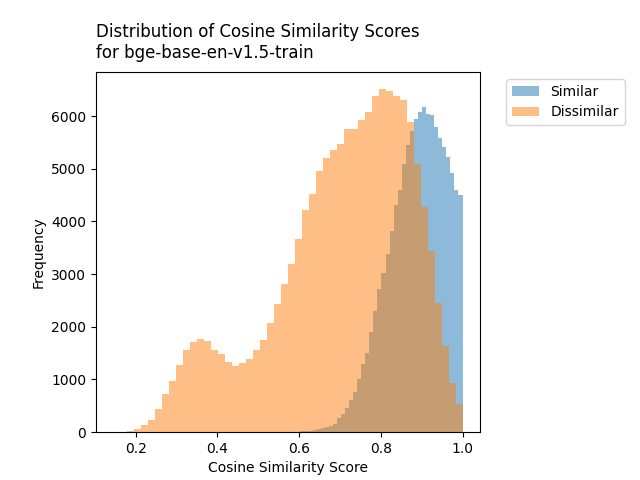 Distribution of Cosine Similarity Scores
for bge-base-en-v1.5-train
Similar
Dissimilar
6000
5000
4000
3000
2000
1000
0
Frequency
0.2 0.4 0.6 0.8 1.0
Cosine Similarity Score